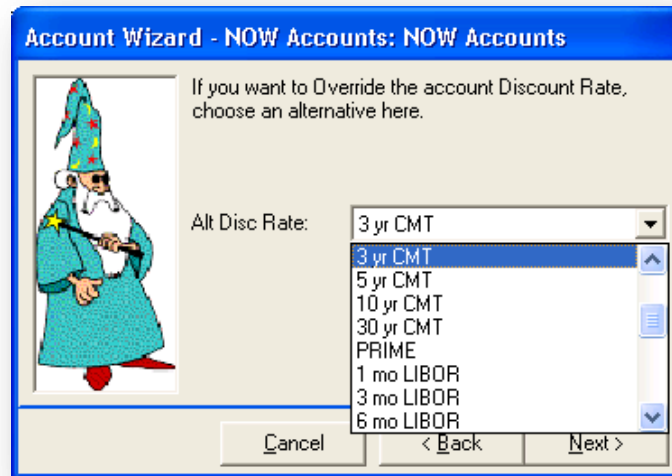 Account Wizard - NOW Accounts: NOW Accounts
If you want to Override the account Discount Rate,
choose an alternative here.
Alt Disc Rate: 3 yr CMT
3 yr CMT
5 yr CMT
10 yr CMT
30 yr CMT
PRIME
1 mo LIBOR
3 mo LIBOR
6 mo LIBOR
Cancel < Back Next >